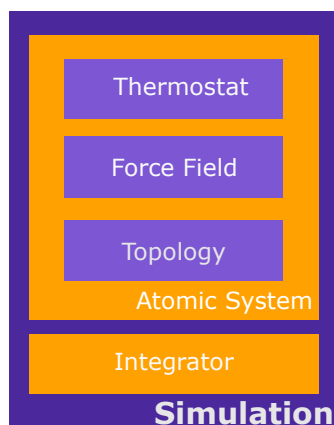 Thermostat
Force Field
Topology
Atomic System
Integrator
Simulation